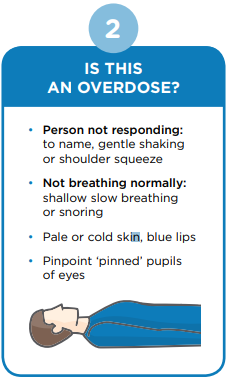 2
IS THIS
AN OVERDOSE?
• Person not responding:
to name, gentle shaking
or shoulder squeeze
• Not breathing normally:
shallow slow breathing
or snoring
• Pale or cold skin, blue lips
• Pinpoint ‘pinned’ pupils
of eyes